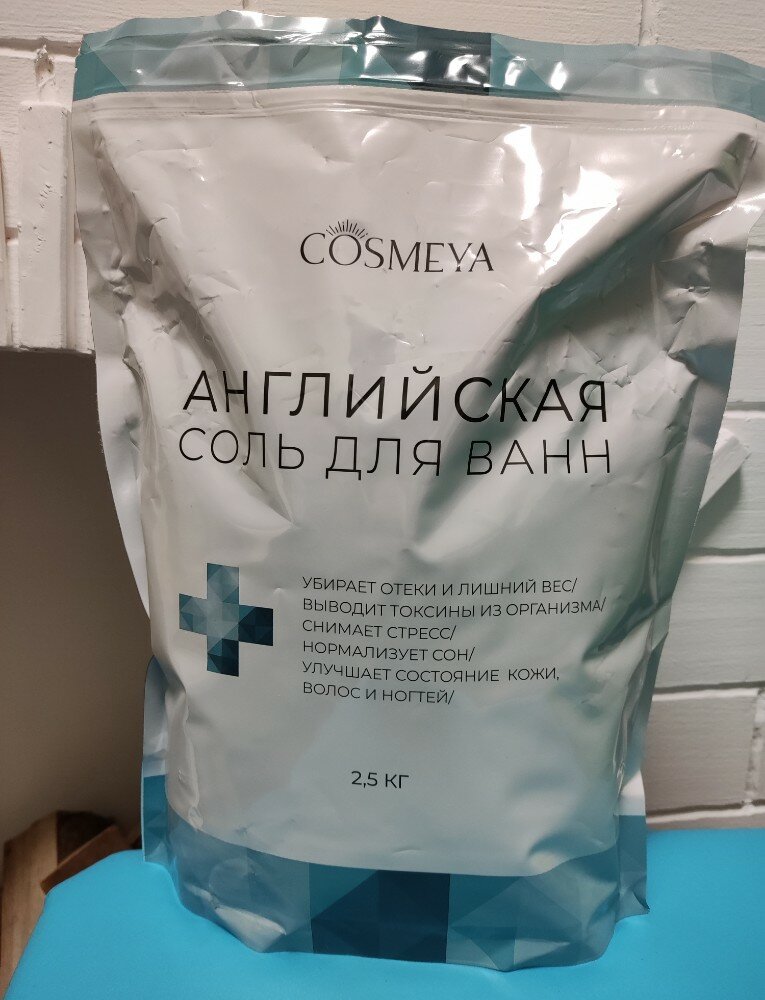 COSMEYA
АНГЛИЙСКАЯ
СОЛЬ ДЛЯ ВАНН
УБИРАЕТ ОТЕКИ И ЛИШНИЙ ВЕС/
ВЫВОДИТ ТОКСИНЫ ИЗ ОРГАНИЗМА/
СНИМАЕТ СТРЕСС/
НОРМАЛИЗУЕТ СОН/
УЛУЧШАЕТ СОСТОЯНИЕ КОЖИ,
ВОЛОС И НОГТЕЙ/
2,5 КГ